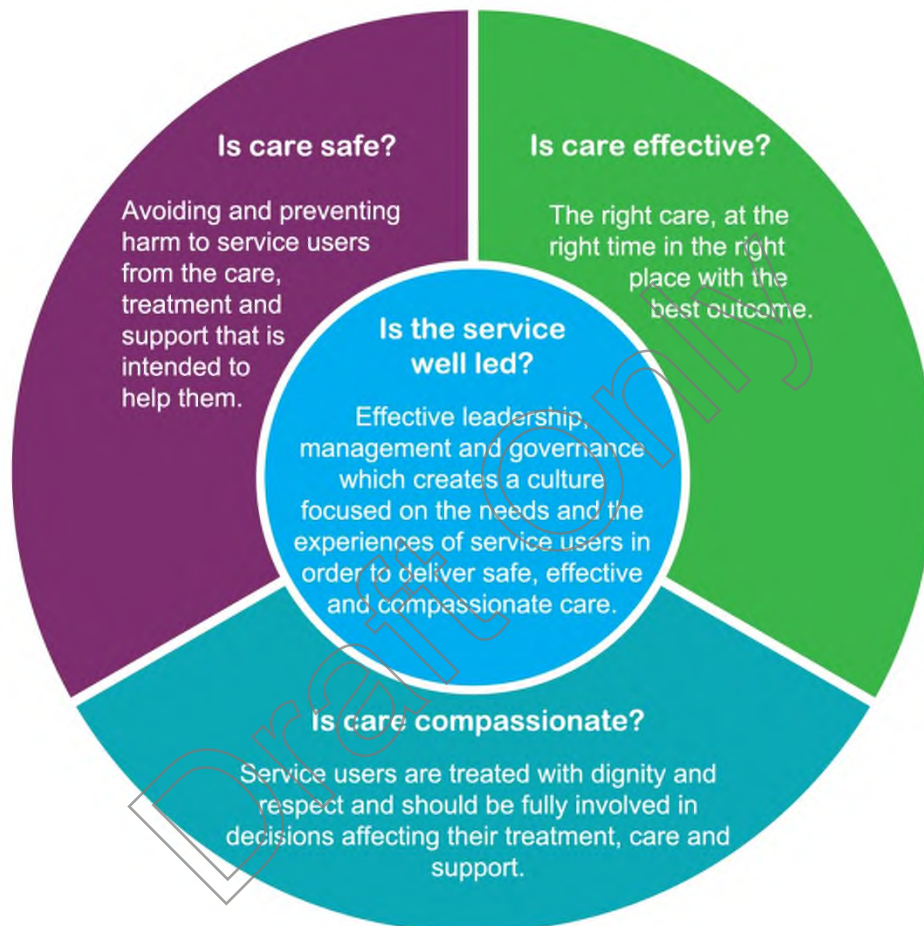 Is care safe?
Avoiding and preventing
harm to service users
from the care,
treatment and
support that is
intended to
help them.
Is care effective?
The right care, at the
right time in the right
place with the
best outcome.
Is the service
well led?
Effective leadership,
management and governance
which creates a culture
focused on the needs and the
experiences of service users in
order to deliver safe, effective
and compassionate care.
Is care compassionate?
Service users are treated with dignity and
respect and should be fully involved in
decisions affecting their treatment, care and
support.
Draft Only